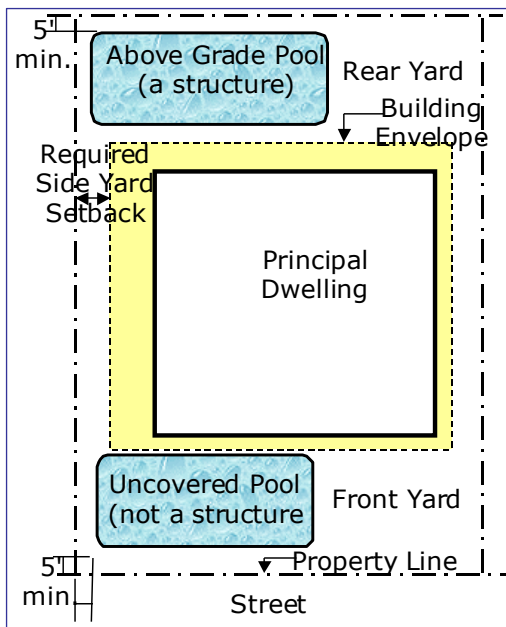 5'
min.
Above Grade Pool
(a structure)
Rear Yard
Building
Envelope
Required
Side Yard
Setback
Principal
Dwelling
Uncovered Pool
(not a structure
Front Yard
5'
min.
Property Line
Street